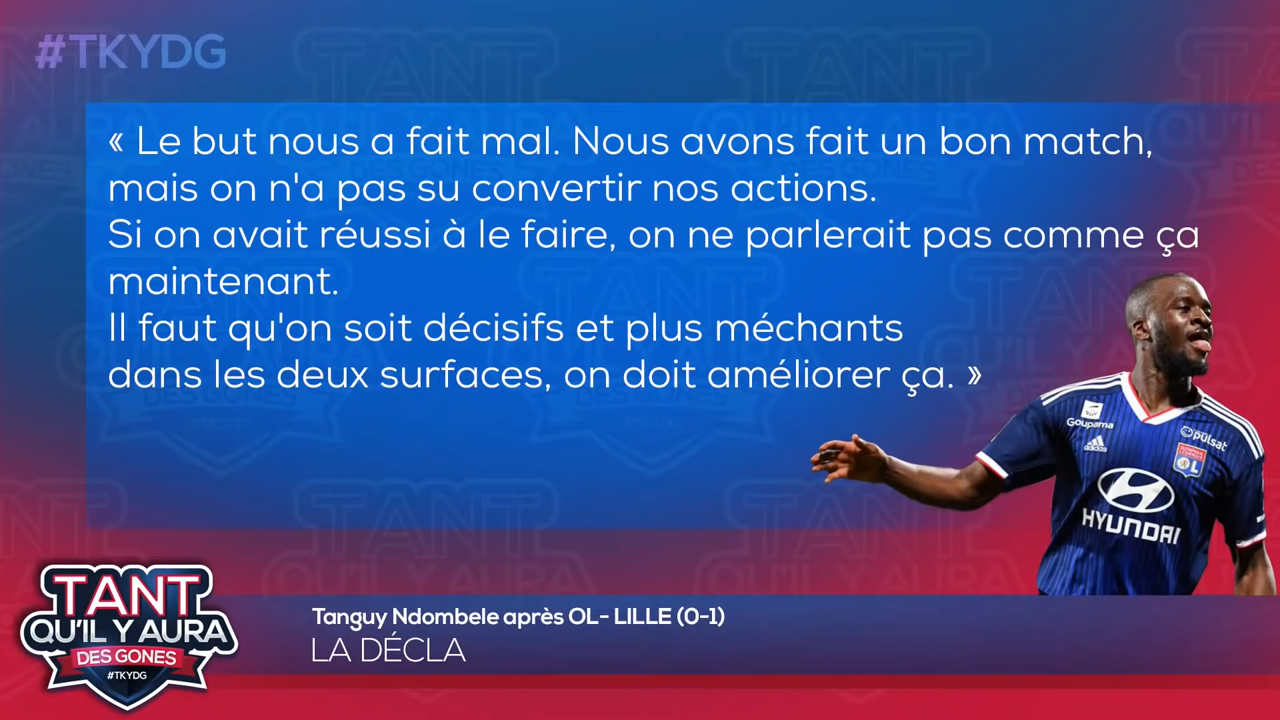 #TKYDG
« Le but nous a fait mal. Nous avons fait un bon match,
mais on n'a pas su convertir nos actions.
Si on avait réussi à le faire, on ne parlerait pas comme ça
maintenant.
Il faut qu'on soit décisifs et plus méchants
dans les deux surfaces, on doit améliorer ça. »
Groupama
adidas
pulsat
OL
HYUNDAI
TANT
QU'IL Y AURA
DES GONES
#TKYDG
Tanguy Ndombele après OL- LILLE (0-1)
LA DÉCLA